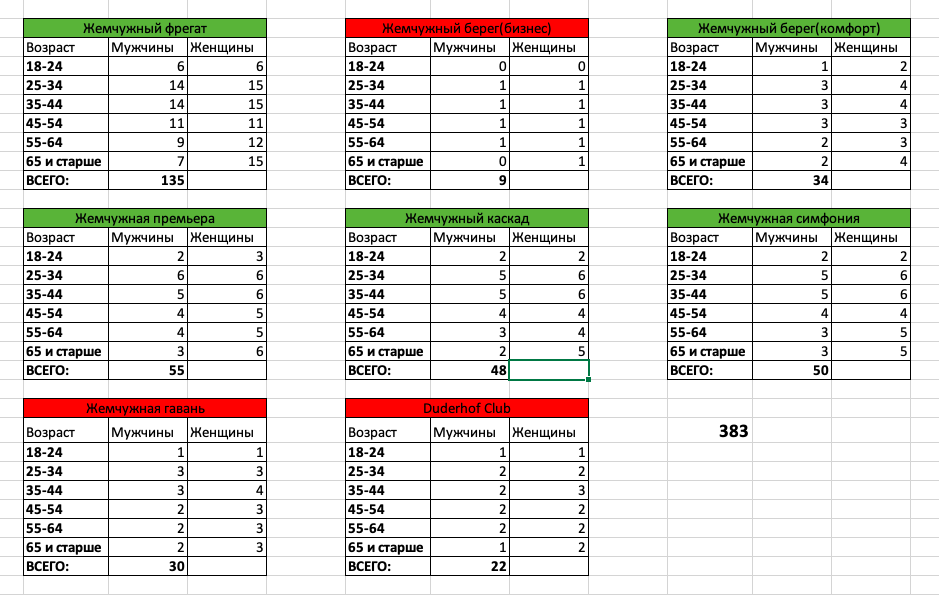 Жемчужный фрегат Жемчужный берег(бизнес) Жемчужный берег(комфорт)
Возраст Мужчины Женщины Возраст Мужчины Женщины Возраст Мужчины Женщины
18-24 6 6 18-24 0 0 18-24 1 2
25-34 14 15 25-34 1 1 25-34 3 4
35-44 14 15 35-44 1 1 35-44 3 4
45-54 11 11 45-54 1 1 45-54 3 3
55-64 9 12 55-64 1 1 55-64 2 3
65 и старше 7 15 65 и старше 0 1 65 и старше 2 4
ВСЕГО: 135 ВСЕГО: 9 ВСЕГО: 34
Жемчужная премьера Жемчужный каскад Жемчужная симфония
Возраст Мужчины Женщины Возраст Мужчины Женщины Возраст Мужчины Женщины
18-24 2 3 18-24 2 2 18-24 2 2
25-34 6 6 25-34 5 6 25-34 5 6
35-44 5 6 35-44 5 6 35-44 5 6
45-54 4 5 45-54 4 4 45-54 4 4
55-64 4 5 55-64 3 4 55-64 3 5
65 и старше 3 6 65 и старше 2 5 65 и старше 3 5
ВСЕГО: 55 ВСЕГО: 48 ВСЕГО: 50
Жемчужная гавань Duderhof Club
Возраст Мужчины Женщины Возраст Мужчины Женщины 383
18-24 1 1 18-24 1 1
25-34 3 3 25-34 2 2
35-44 3 4 35-44 2 3
45-54 2 3 45-54 2 2
55-64 2 3 55-64 2 2
65 и старше 2 3 65 и старше 1 2
ВСЕГО: 30 ВСЕГО: 22